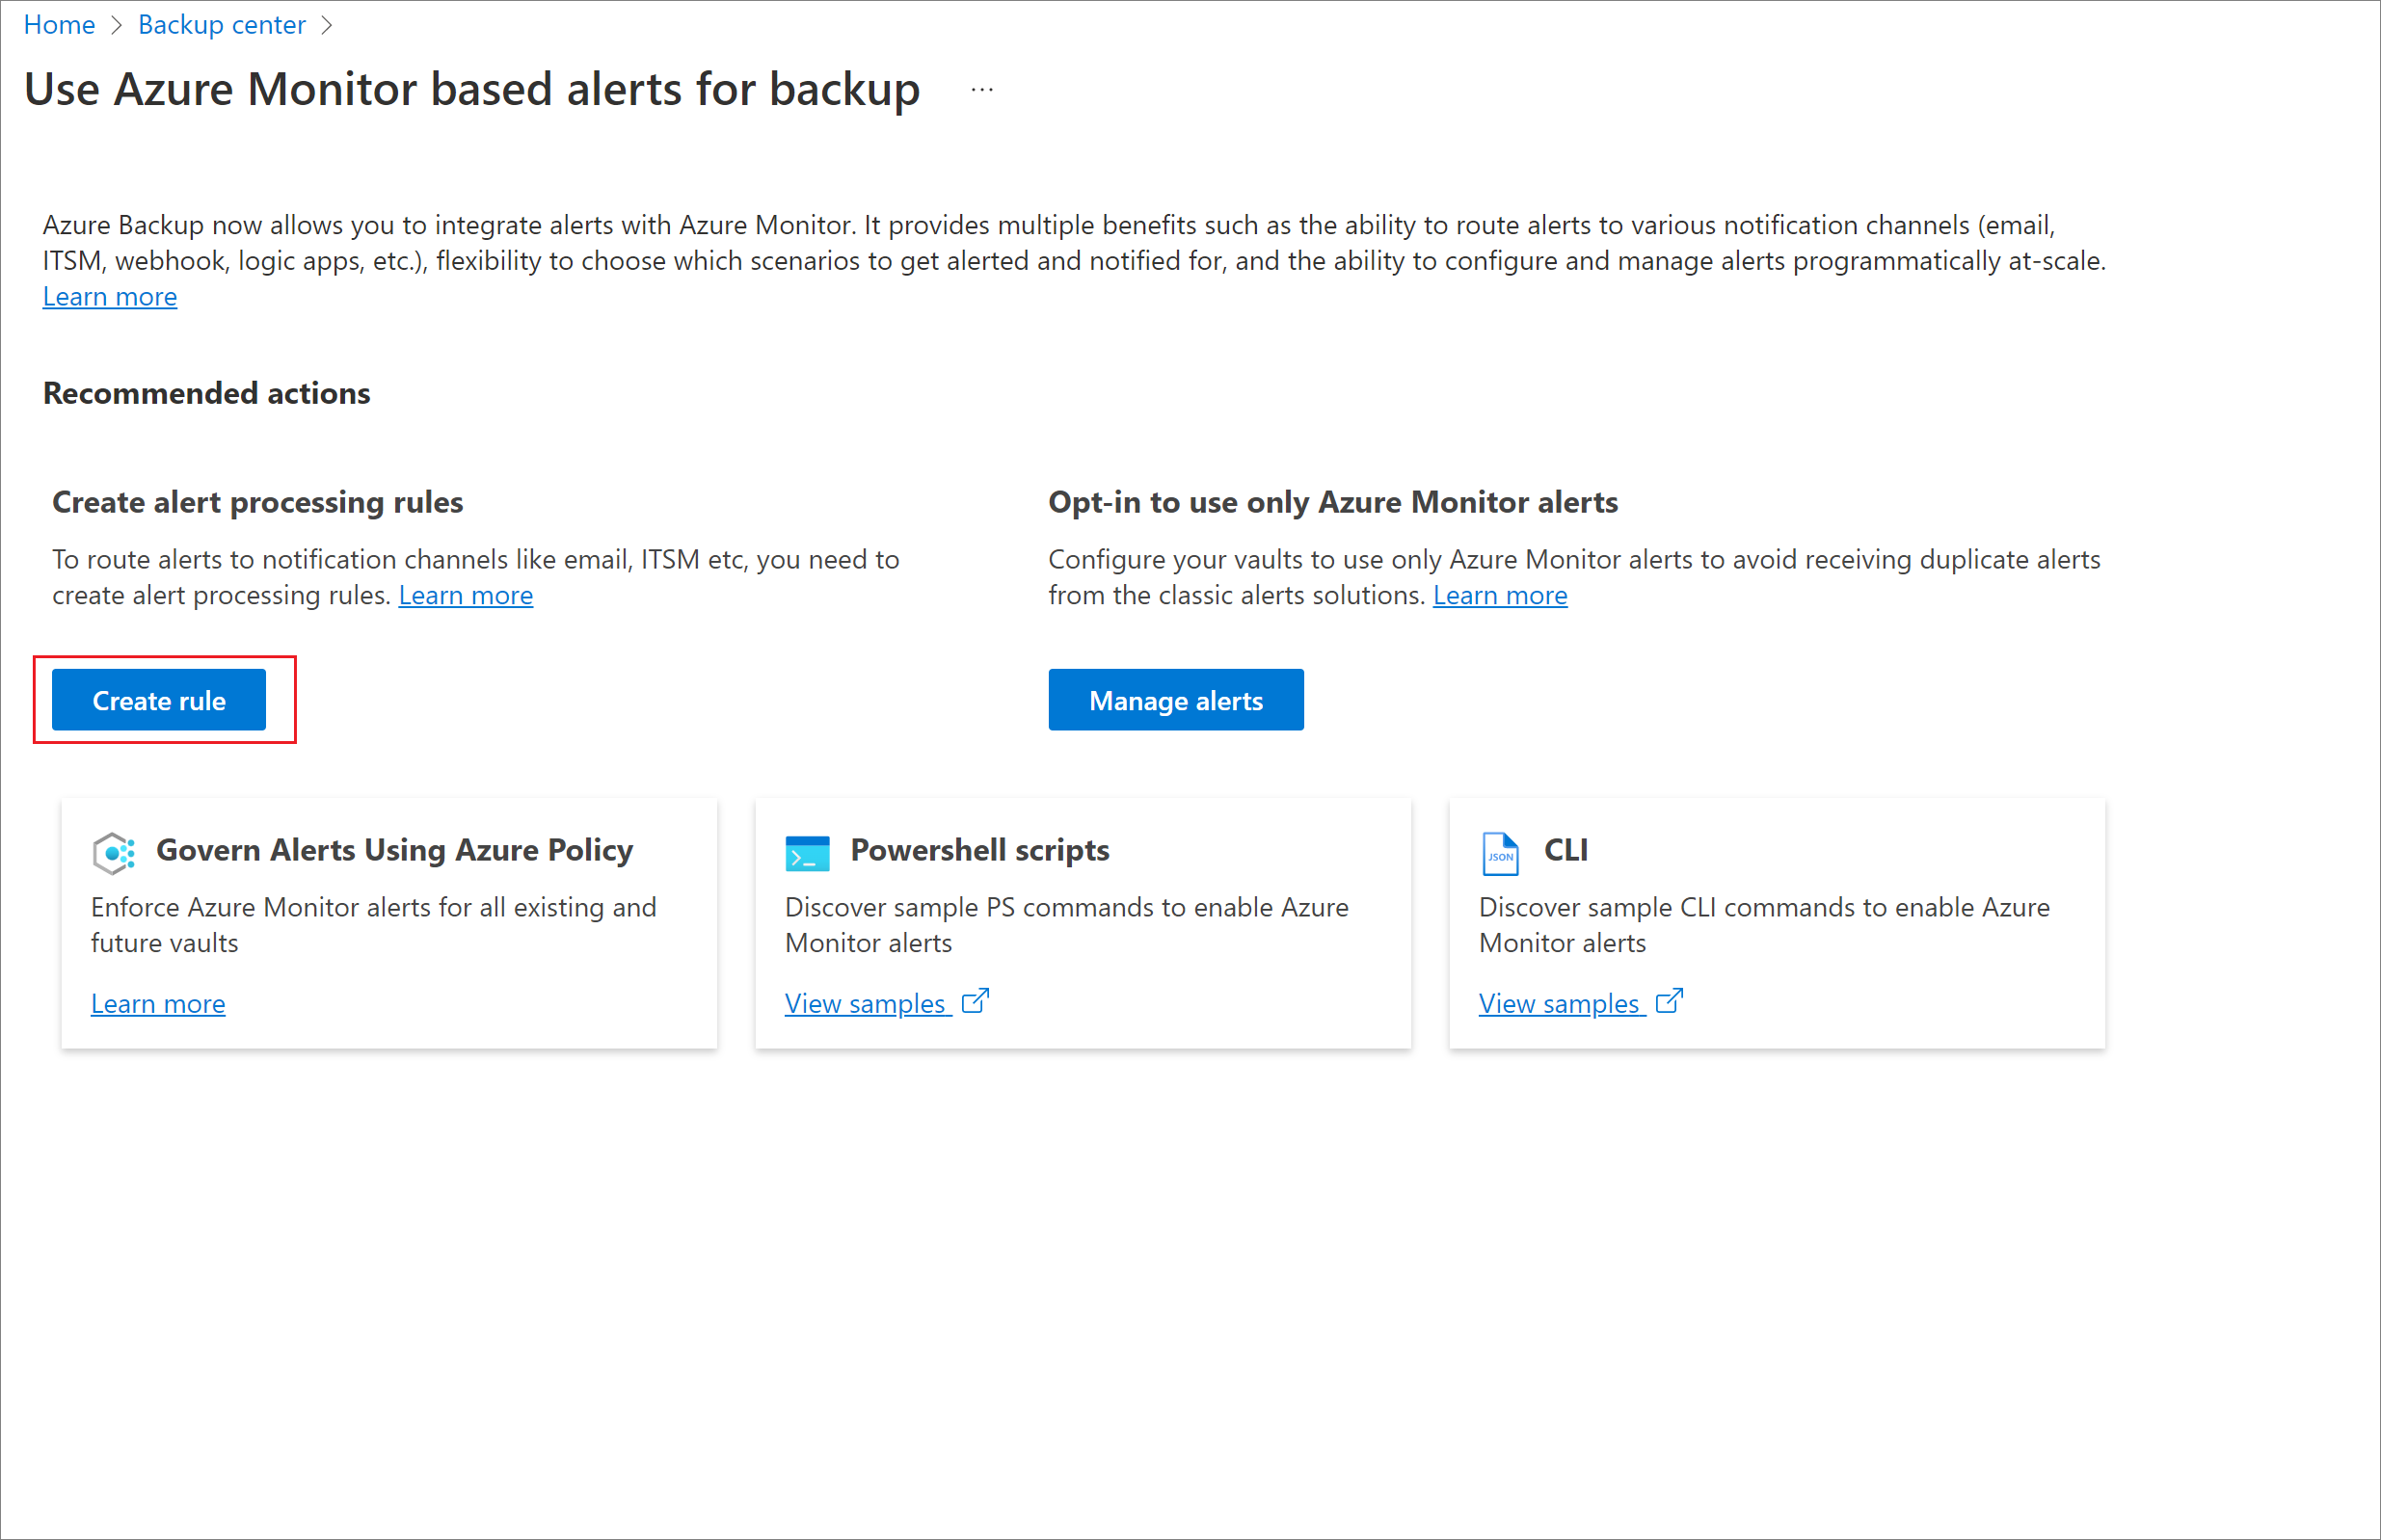 Home > Backup center >
Use Azure Monitor based alerts for backup ...
Azure Backup now allows you to integrate alerts with Azure Monitor. It provides multiple benefits such as the ability to route alerts to various notification channels (email,
ITSM, webhook, logic apps, etc.), flexibility to choose which scenarios to get alerted and notified for, and the ability to configure and manage alerts programmatically at-scale.
Learn more
Recommended actions
Create alert processing rules
To route alerts to notification channels like email, ITSM etc, you need to
create alert processing rules. Learn more
Create rule
Opt-in to use only Azure Monitor alerts
Configure your vaults to use only Azure Monitor alerts to avoid receiving duplicate alerts
from the classic alerts solutions. Learn more
Manage alerts
Govern Alerts Using Azure Policy
Enforce Azure Monitor alerts for all existing and
future vaults
Learn more
Powershell scripts
Discover sample PS commands to enable Azure
Monitor alerts
View samples
JSON
CLI
Discover sample CLI commands to enable Azure
Monitor alerts
View samples